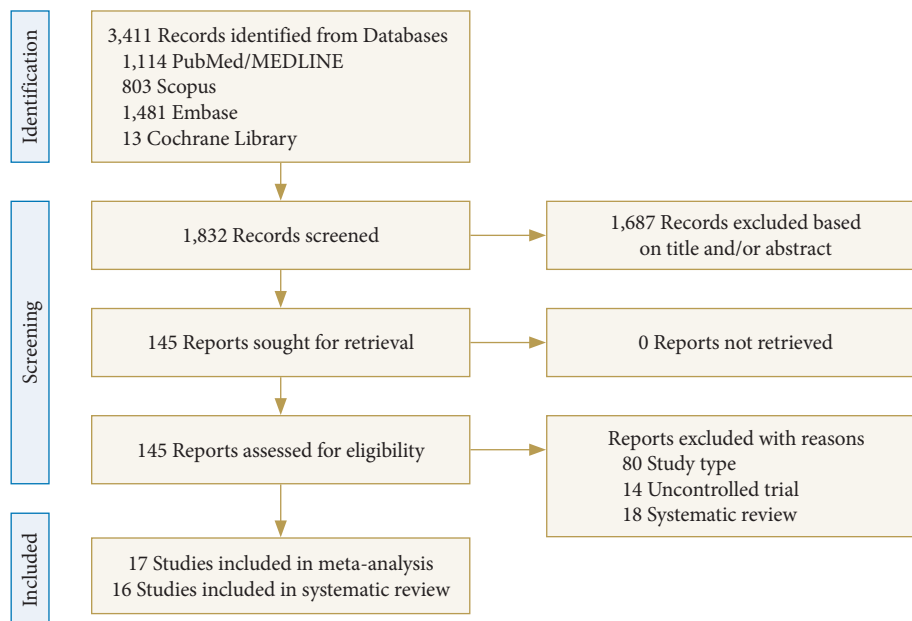 Identification
3,411 Records identified from Databases
1,114 PubMed/MEDLINE
803 Scopus
1,481 Embase
13 Cochrane Library
Screening
1,832 Records screened
1,687 Records excluded based
on title and/or abstract
145 Reports sought for retrieval
0 Reports not retrieved
145 Reports assessed for eligibility
Reports excluded with reasons
80 Study type
14 Uncontrolled trial
18 Systematic review
Included
17 Studies included in meta-analysis
16 Studies included in systematic review